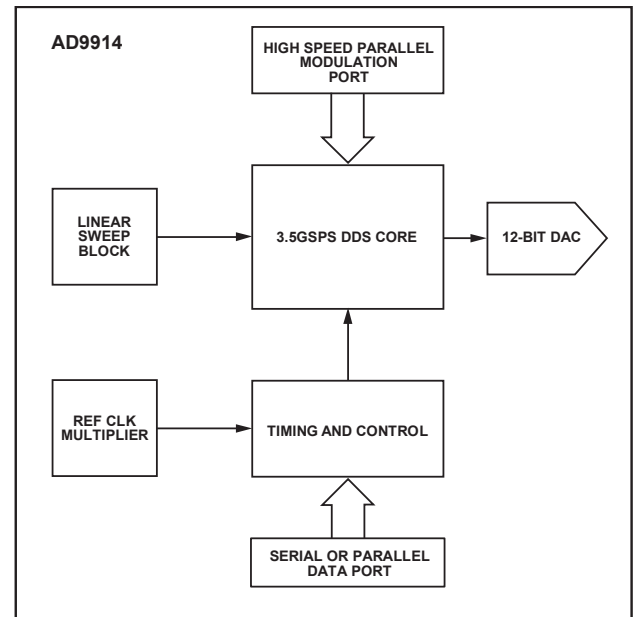 AD9914
HIGH SPEED PARALLEL
MODULATION
PORT
LINEAR
SWEEP
BLOCK
3.5GSPS DDS CORE
12-BIT DAC
REF CLK
MULTIPLIER
TIMING AND CONTROL
SERIAL OR PARALLEL
DATA PORT